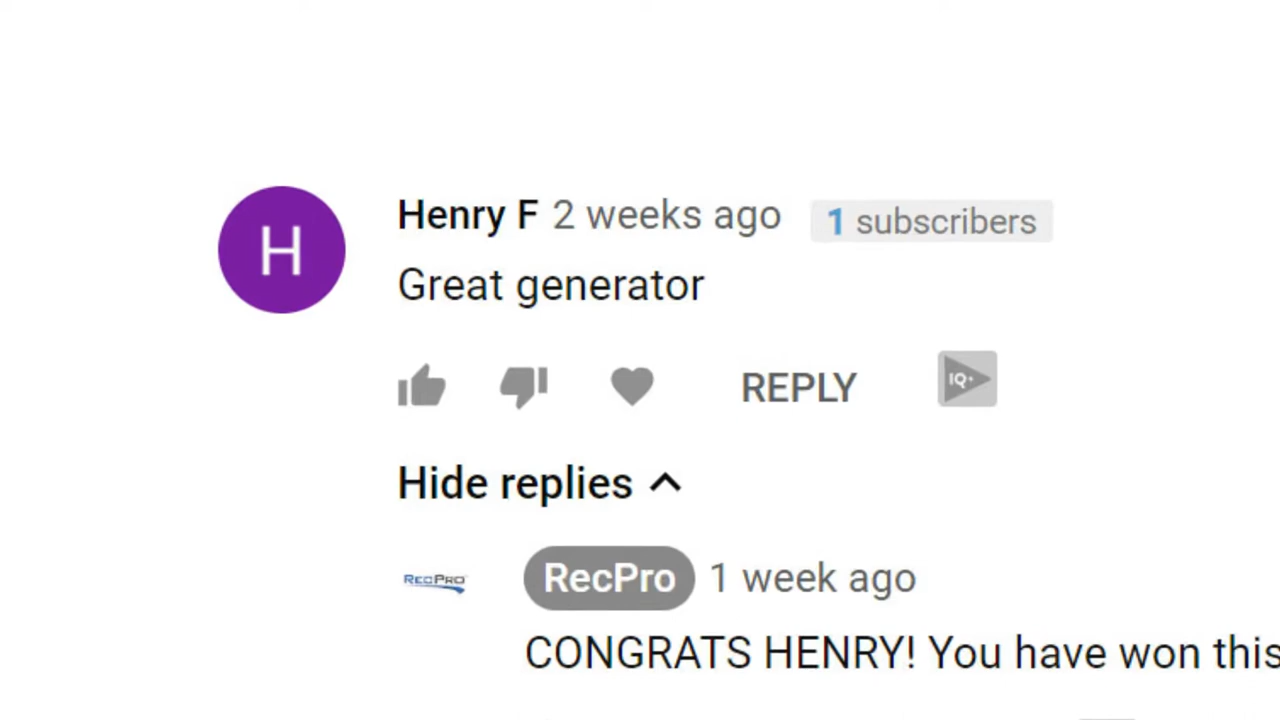 H
Henry F 2 weeks ago 1 subscribers
Great generator
REPLY IQ+
Hide replies
RECPRO RecPro 1 week ago
CONGRATS HENRY! You have won this